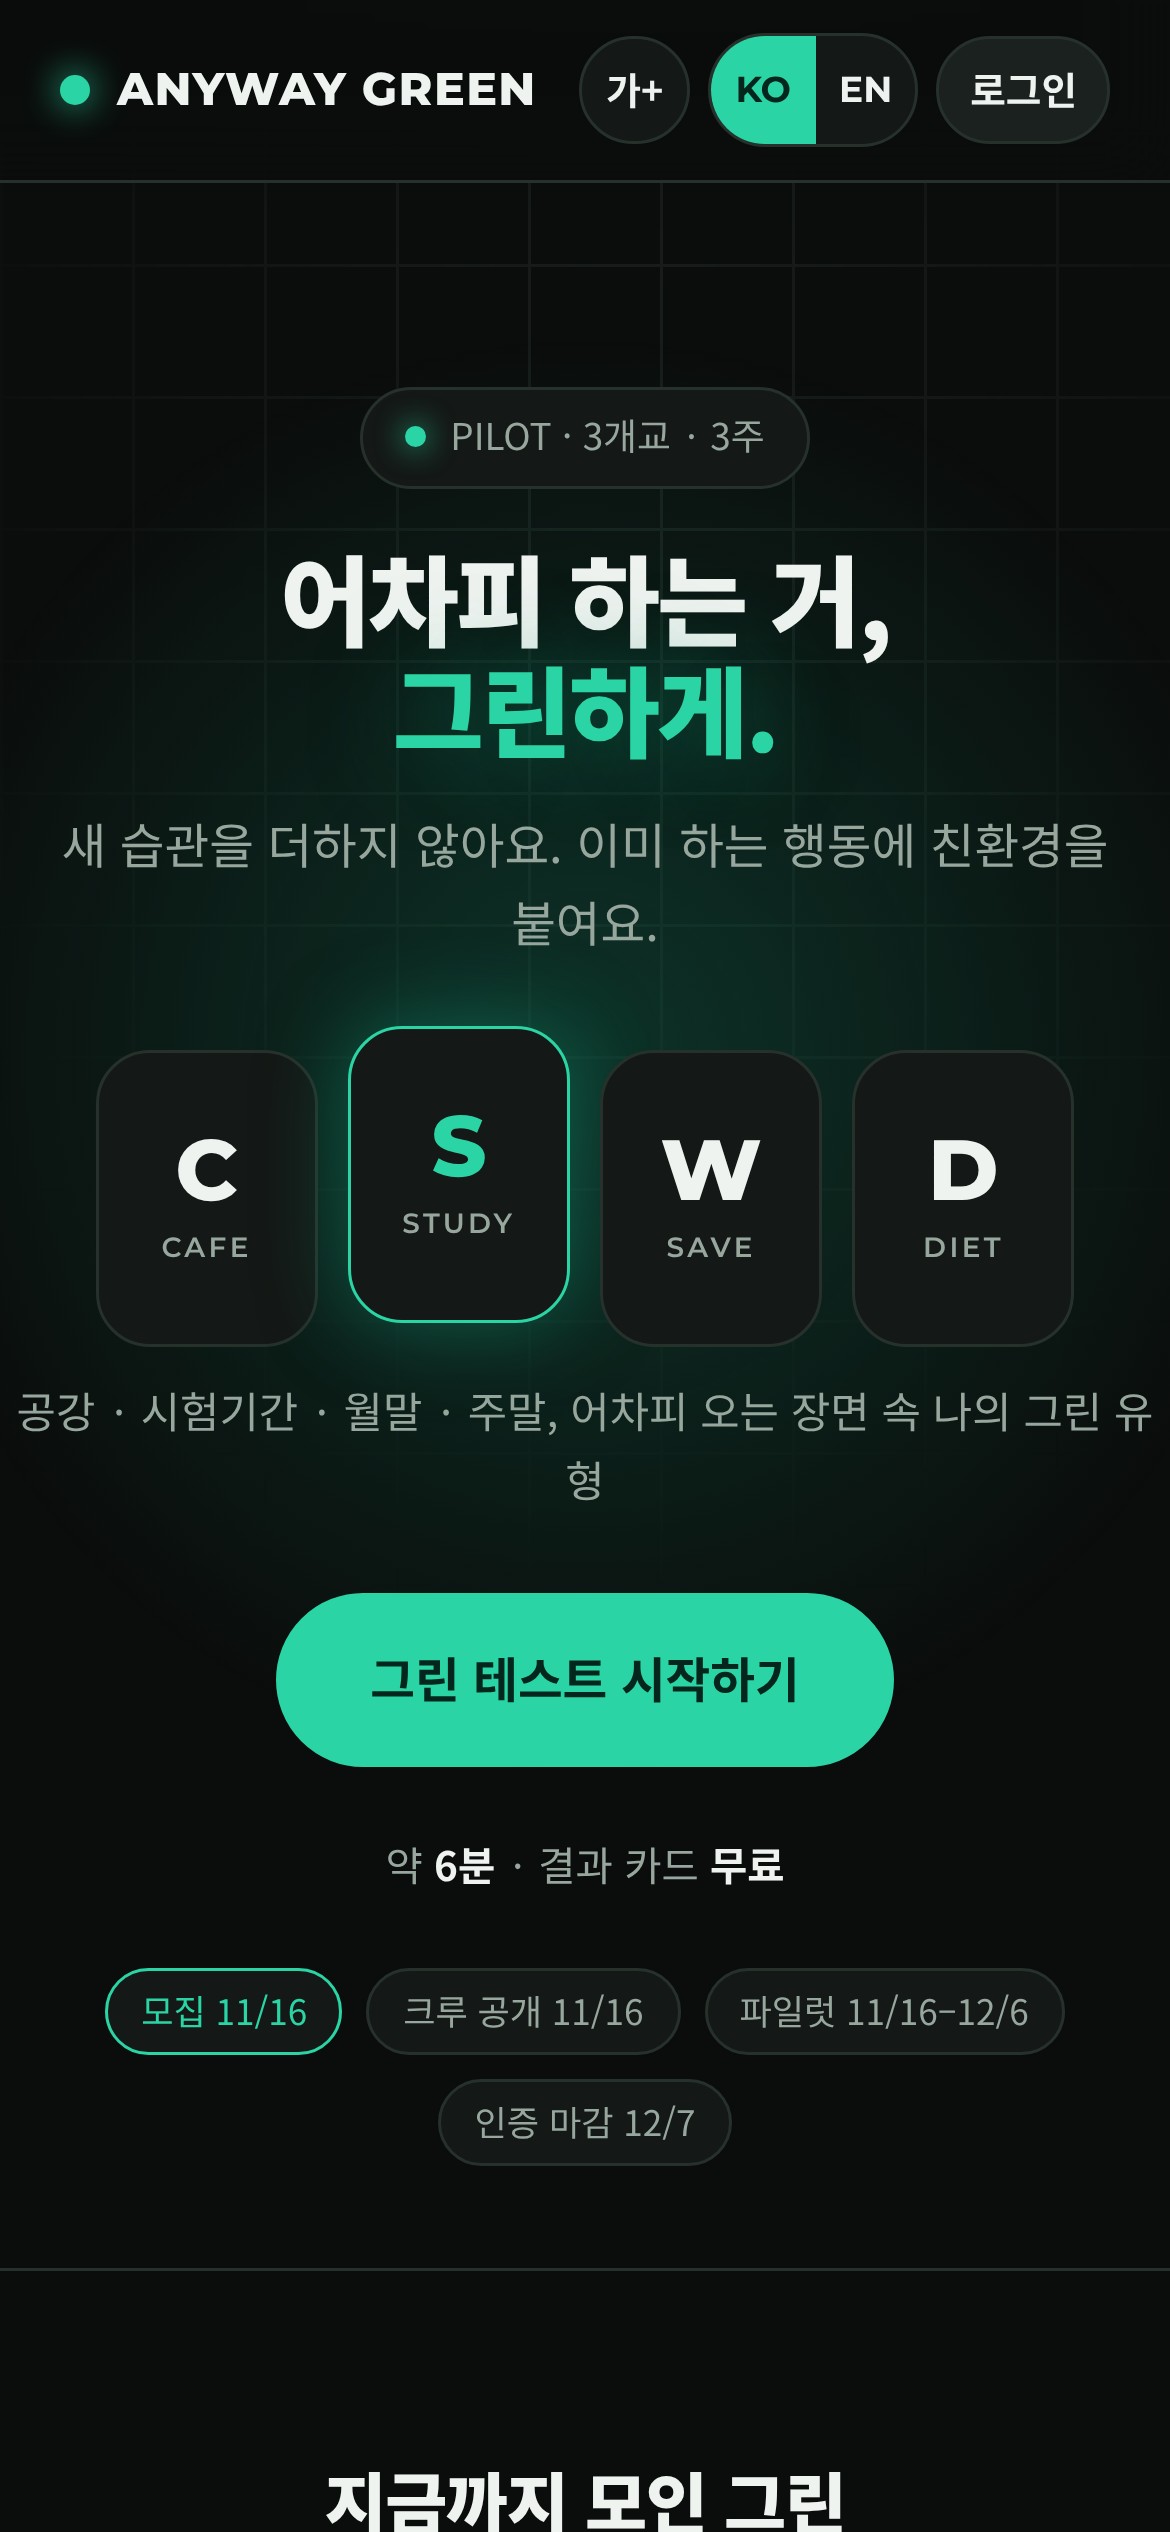 ANYWAY GREEN 가+ KO EN 로그인
PILOT · 3개교 · 3주
어차피 하는 거,
그린하게.
새 습관을 더하지 않아요. 이미 하는 행동에 친환경을
붙여요.
C S W D
CAFE STUDY SAVE DIET
공강 · 시험기간 · 월말 · 주말, 어차피 오는 장면 속 나의 그린 유
형
그린 테스트 시작하기
약 6분 · 결과 카드 무료
모집 11/16 크루 공개 11/16 파일럿 11/16–12/6
인증 마감 12/7
지금까지 모인 그린